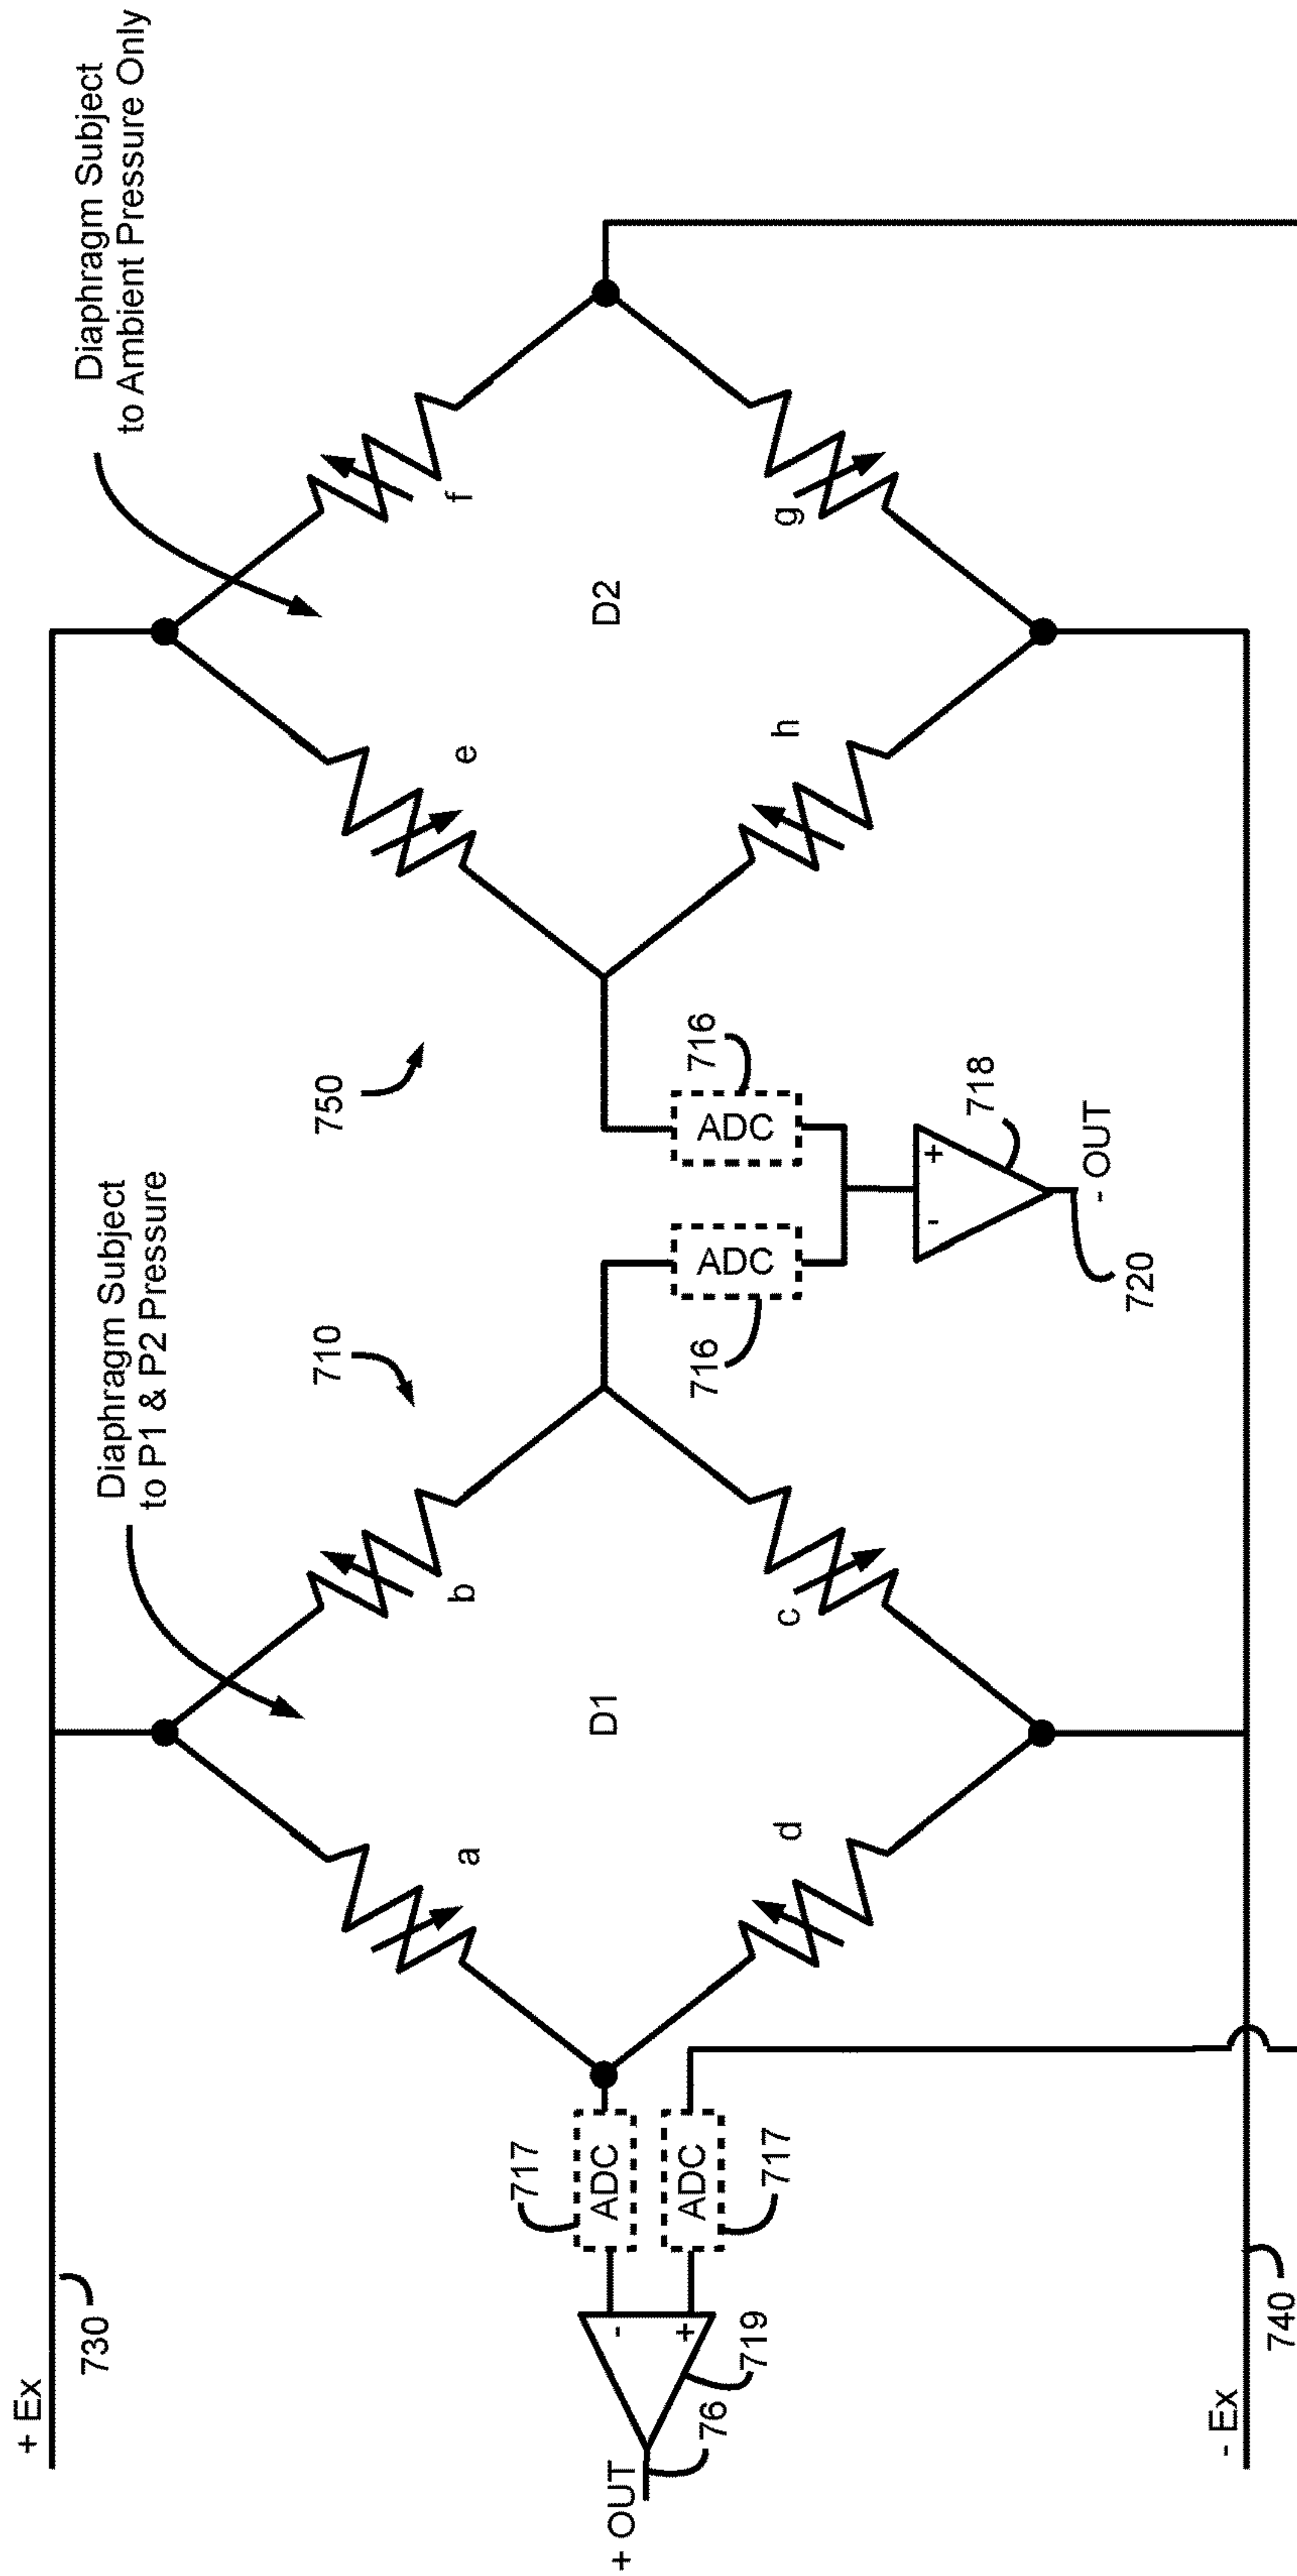 + Ex
730
Diaphragm Subject
to P1 & P2 Pressure
Diaphragm Subject
to Ambient Pressure Only
710
750
a
b
e
f
D1
D2
717
ADC
ADC
717
-
+
719
76
+ OUT
716
ADC
716
ADC
-
+
718
720
- OUT
d
c
h
g
- Ex
740